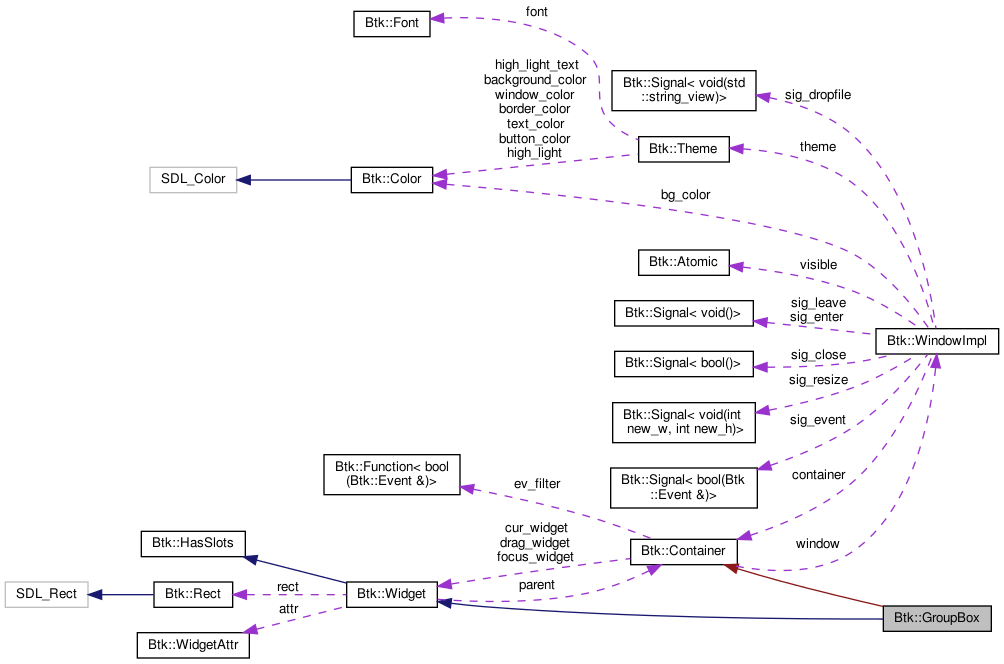 Btk::Font
font
high_light_text
background_color
window_color
border_color
text_color
button_color
high_light
Btk::Signal< void(std
::string_view)>
sig_dropfile
Btk::Theme
theme
SDL_Color
Btk::Color
bg_color
Btk::Atomic
visible
Btk::Signal< void()>
sig_leave
sig_enter
Btk::WindowImpl
Btk::Signal< bool()>
sig_close
sig_resize
Btk::Signal< void(int
new_w, int new_h)>
sig_event
Btk::Function< bool
(Btk::Event &)>
ev_filter
Btk::Signal< bool(Btk
::Event &)>
container
Btk::HasSlots
cur_widget
drag_widget
focus_widget
Btk::Container
window
SDL_Rect
Btk::Rect
rect
attr
Btk::Widget
parent
Btk::GroupBox
Btk::WidgetAttr